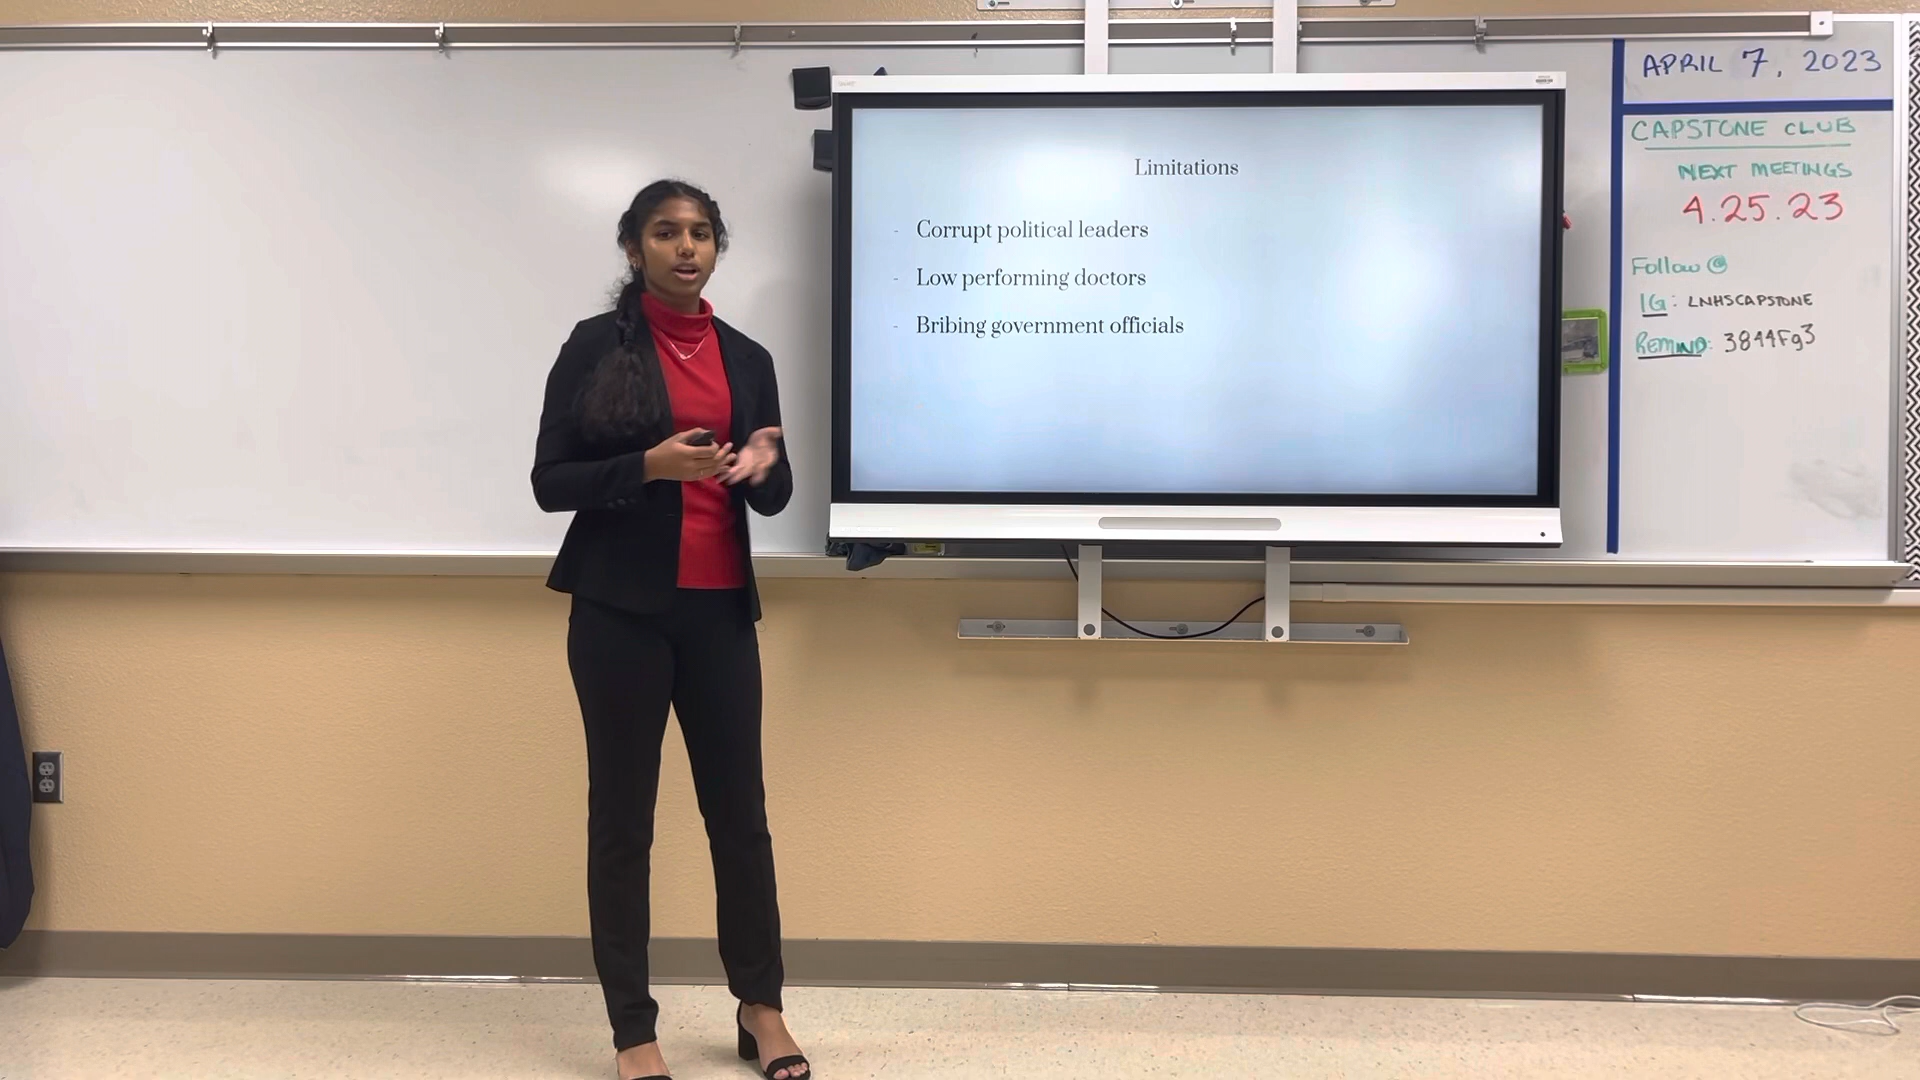 Limitations
- Corrupt political leaders
- Low performing doctors
- Bribing government officials
APRIL 7, 2023
CAPSTONE CLUB
NEXT MEETINGS
4.25.23
Follow @
IG: LNHSCAPSTONE
REMIND: 3844Fg3